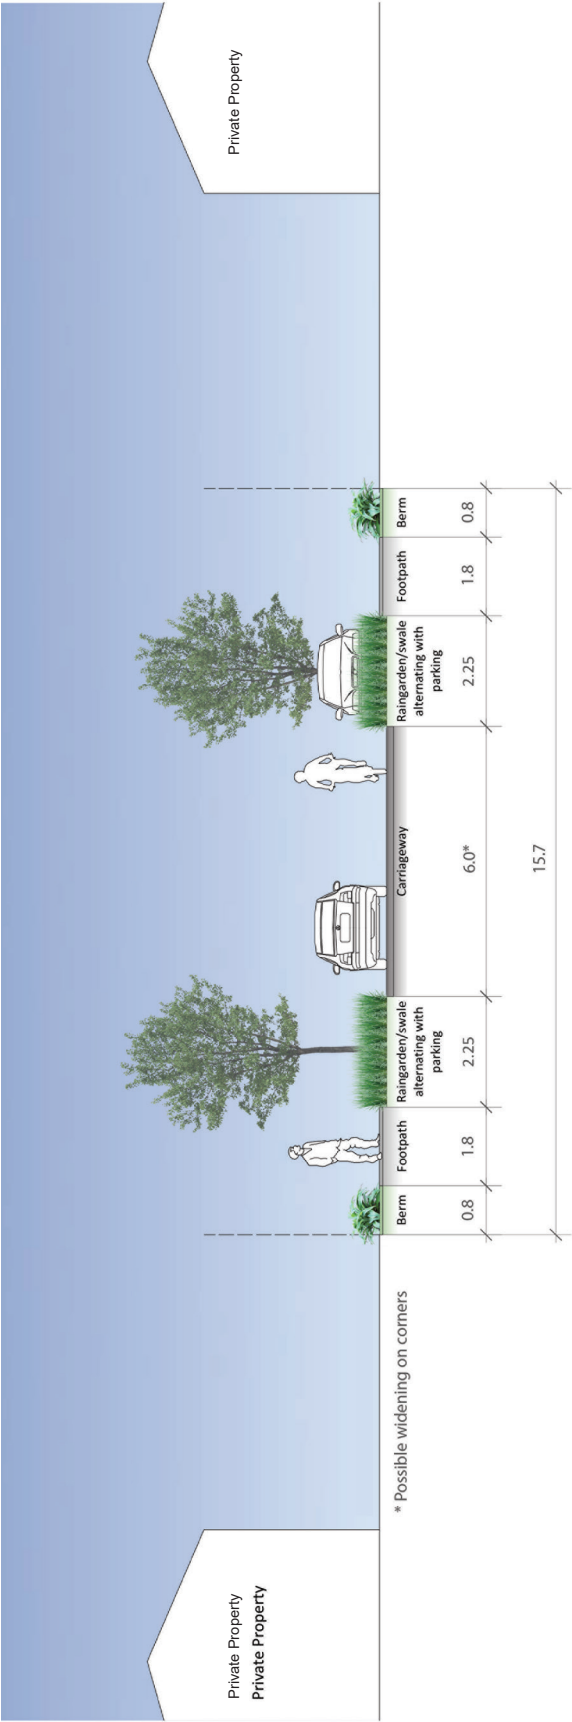 Private Property
Private Property
Private Property
Berm
Footpath
Raingarden/swale
alternating with
parking
Carriageway
Raingarden/swale
alternating with
parking
Footpath
Berm
0.8
1.8
2.25
6.0*
2.25
1.8
0.8
15.7
* Possible widening on corners